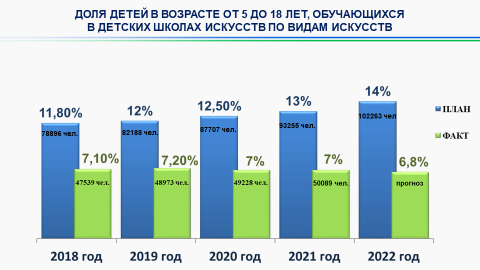 ДОЛЯ ДЕТЕЙ В ВОЗРАСТЕ ОТ 5 ДО 18 ЛЕТ, ОБУЧАЮЩИХСЯ
В ДЕТСКИХ ШКОЛАХ ИСКУССТВ ПО ВИДАМ ИСКУССТВ
11,80% 12% 12,50% 13% 14%
78896 чел. 82188 чел. 87707 чел. 93255 чел. 102263 чел.
ПЛАН
ФАКТ
7,10% 7,20% 7% 7% 6,8%
47539 чел. 48973 чел. 49228 чел. 50089 чел. прогноз
2018 год 2019 год 2020 год 2021 год 2022 год